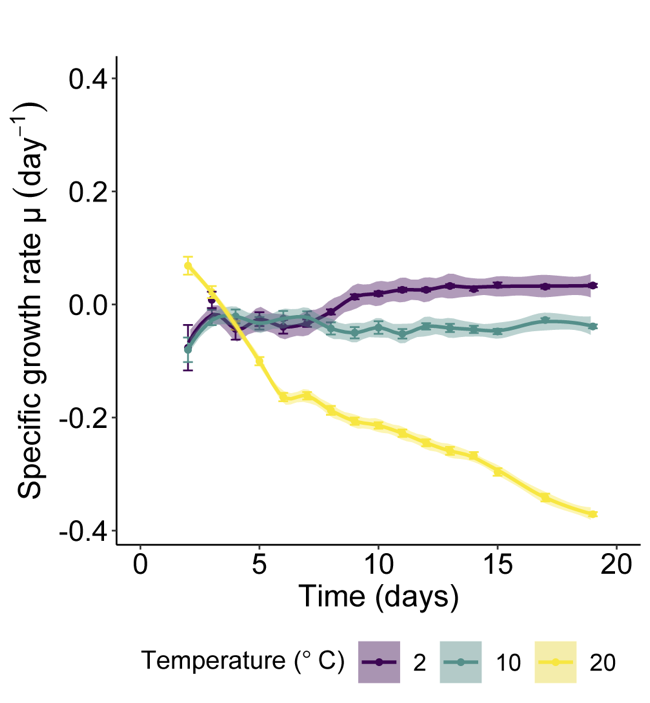 Specific growth rate μ (day⁻¹)
0.4
0.2
0.0
-0.2
-0.4
0 5 10 15 20
Time (days)
Temperature (° C) 2 10 20